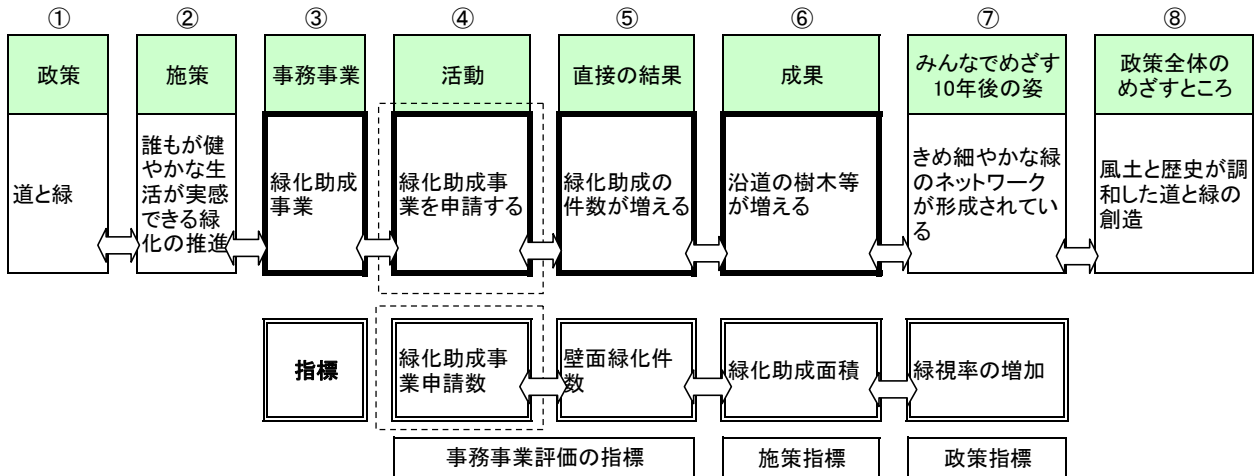 ① ② ③ ④ ⑤ ⑥ ⑦ ⑧
政策
施策
事務事業
活動
直接の結果
成果
みんなでめざす
10年後の姿
政策全体の
めざすところ
道と緑
誰もが健
やかな生
活が実感
できる緑
化の推進
緑化助成
事業
緑化助成事
業を申請する
緑化助成の
件数が増える
沿道の樹木等
が増える
きめ細やかな緑
のネットワーク
が形成されてい
る
風土と歴史が調
和した道と緑の
創造
指標
緑化助成事
業申請数
壁面緑化件
数
緑化助成面積
緑視率の増加
事務事業評価の指標
施策指標
政策指標